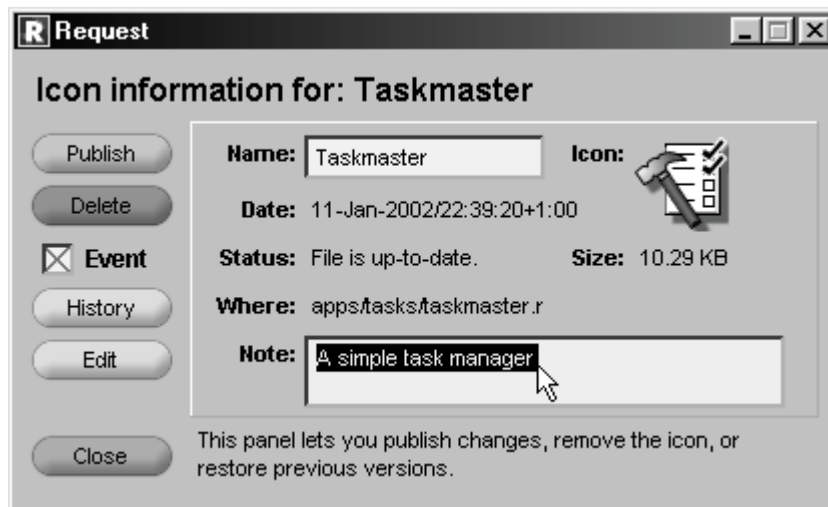 R Request
Icon information for: Taskmaster
Publish
Delete
Event
History
Edit
Close
Name: Taskmaster Icon:
Date: 11-Jan-2002/22:39:20+1:00
Status: File is up-to-date. Size: 10.29 KB
Where: apps/tasks/taskmaster.r
Note: A simple task manager
This panel lets you publish changes, remove the icon, or
restore previous versions.